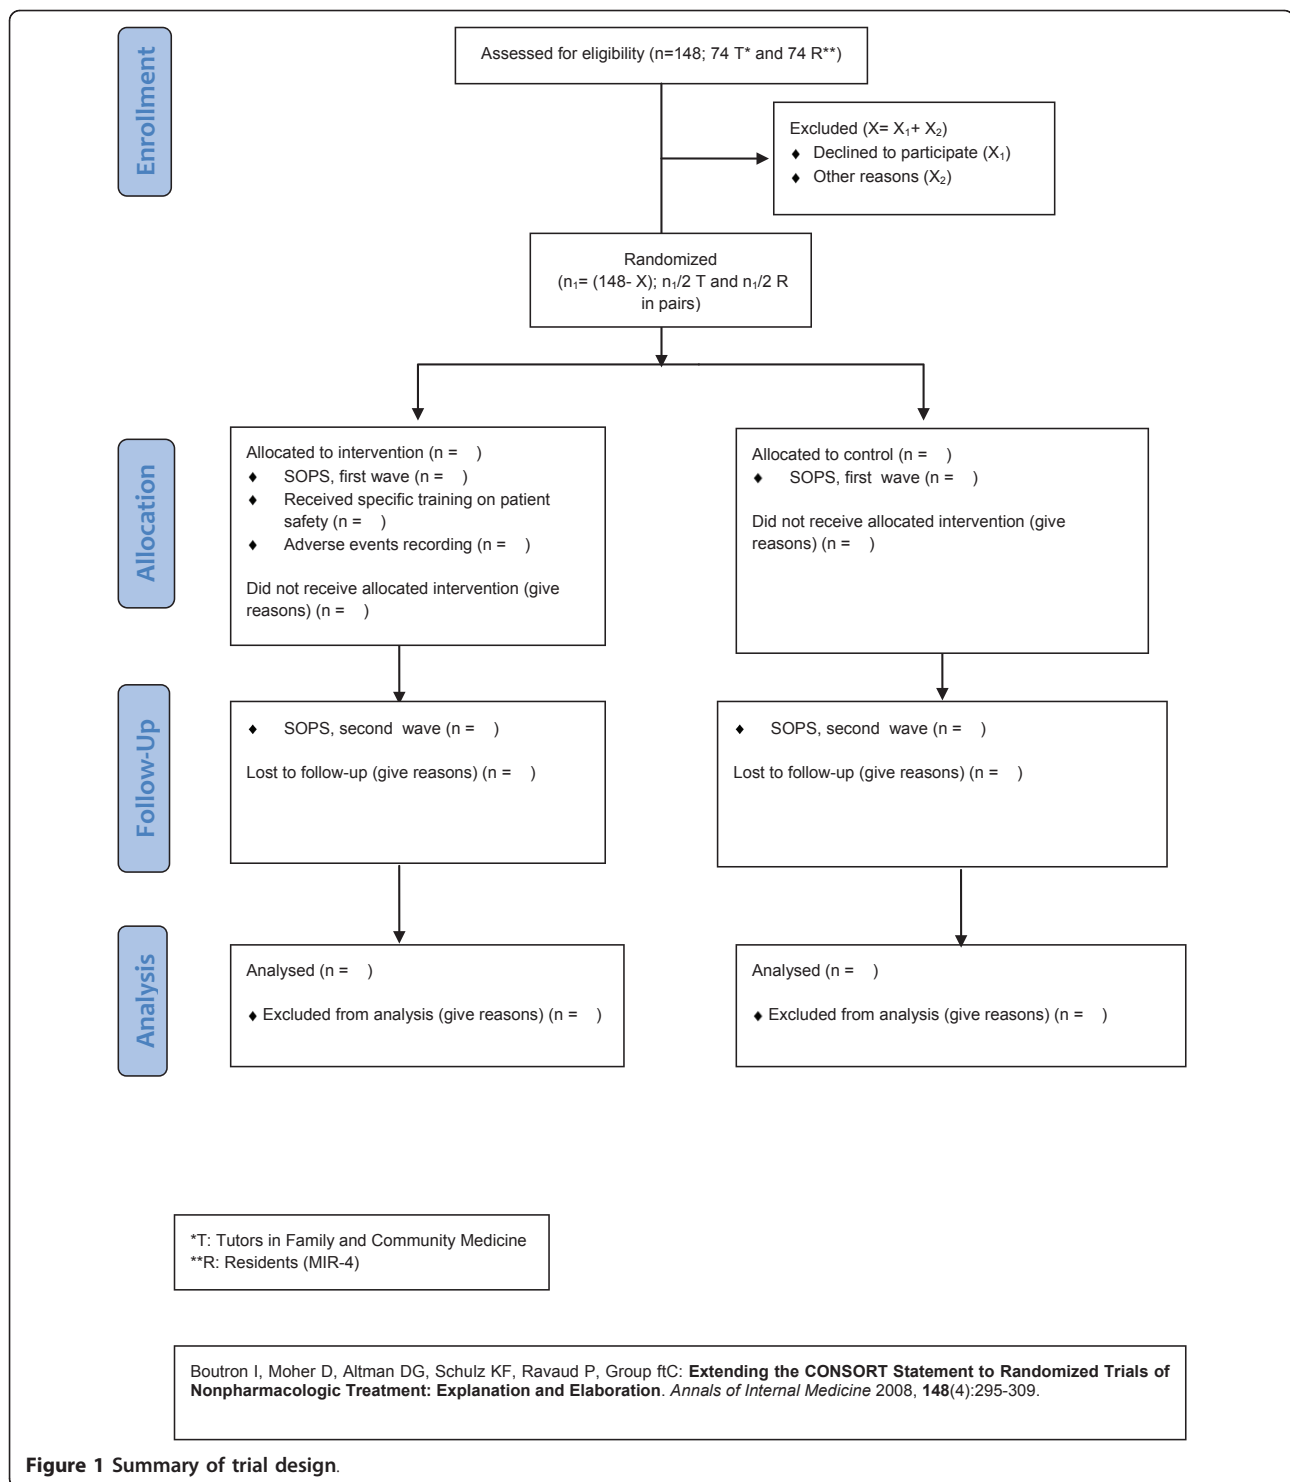 Enrollment
Assessed for eligibility (n=148; 74 T* and 74 R**)
Excluded (X= X₁+ X₂)
♦ Declined to participate (X₁)
♦ Other reasons (X₂)
Randomized
(n₁= (148- X); n₁/2 T and n₁/2 R
in pairs)
Allocation
Allocated to intervention (n = )
♦ SOPS, first wave (n = )
♦ Received specific training on patient
safety (n = )
♦ Adverse events recording (n = )
Did not receive allocated intervention (give
reasons) (n = )
Allocated to control (n = )
♦ SOPS, first wave (n = )
Did not receive allocated intervention (give
reasons) (n = )
Follow-Up
♦ SOPS, second wave (n = )
Lost to follow-up (give reasons) (n = )
♦ SOPS, second wave (n = )
Lost to follow-up (give reasons) (n = )
Analysis
Analysed (n = )
♦ Excluded from analysis (give reasons) (n = )
Analysed (n = )
♦ Excluded from analysis (give reasons) (n = )
*T: Tutors in Family and Community Medicine
**R: Residents (MIR-4)
Boutron I, Moher D, Altman DG, Schulz KF, Ravaud P, Group ftC: Extending the CONSORT Statement to Randomized Trials of
Nonpharmacologic Treatment: Explanation and Elaboration. Annals of Internal Medicine 2008, 148(4):295-309.
Figure 1 Summary of trial design.